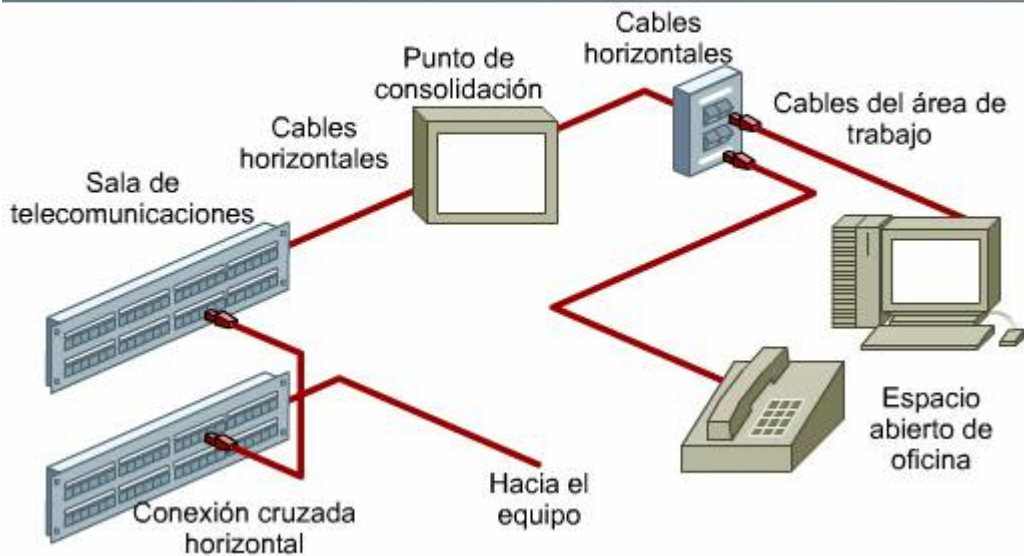 Cables
horizontales
Punto de
consolidación
Cables del área de
trabajo
Cables
horizontales
Sala de
telecomunicaciones
Espacio
abierto de
oficina
Hacia el
equipo
Conexión cruzada
horizontal